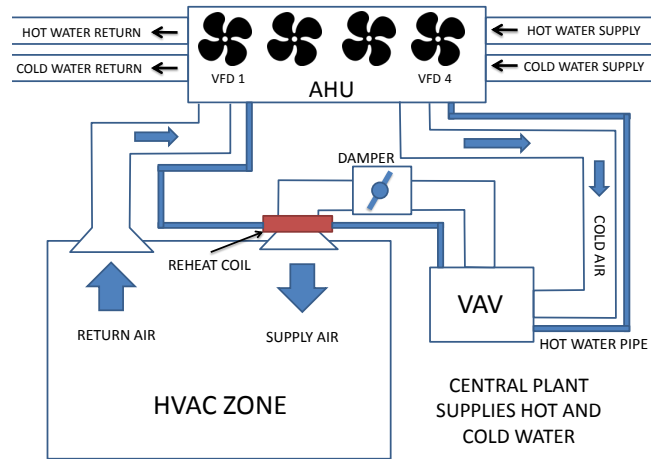 HOT WATER RETURN
HOT WATER SUPPLY
COLD WATER RETURN
COLD WATER SUPPLY
VFD 1
VFD 4
AHU
DAMPER
COLD AIR
REHEAT COIL
VAV
RETURN AIR
SUPPLY AIR
HOT WATER PIPE
HVAC ZONE
CENTRAL PLANT
SUPPLIES HOT AND
COLD WATER